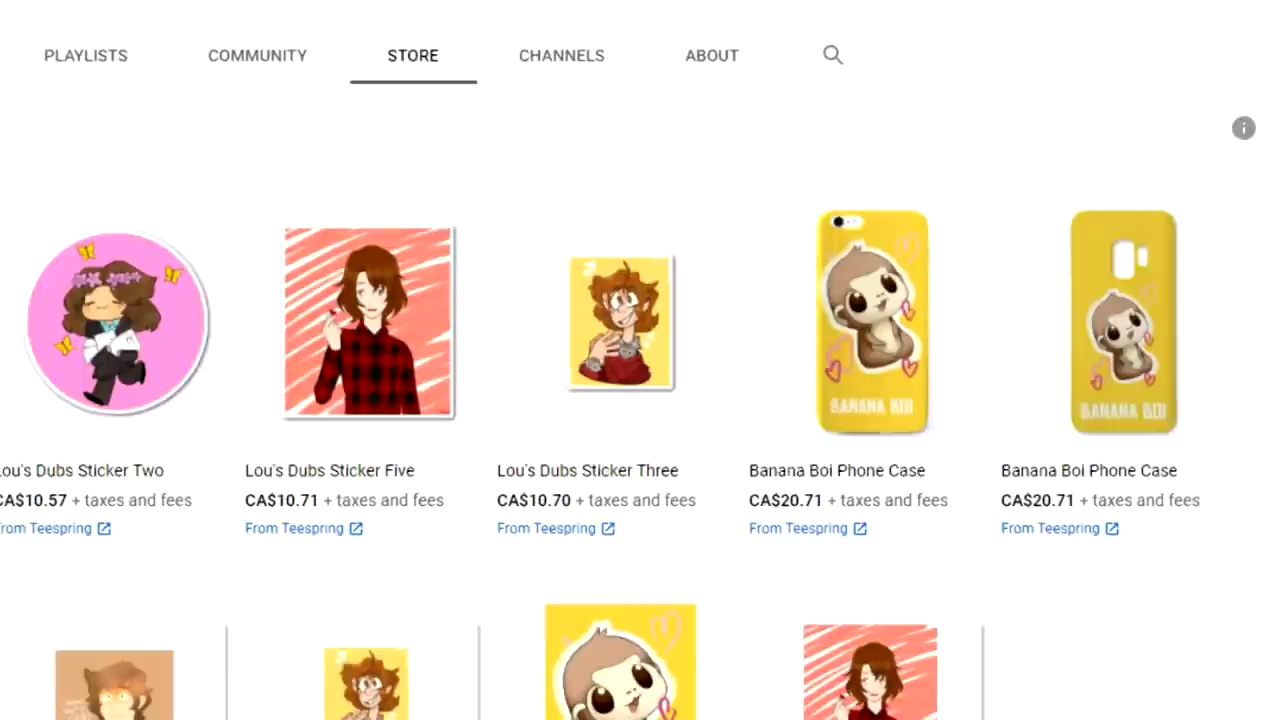 PLAYLISTS COMMUNITY STORE CHANNELS ABOUT
BANANA BOI BANANA BOI
Lou's Dubs Sticker Two Lou's Dubs Sticker Five Lou's Dubs Sticker Three Banana Boi Phone Case Banana Boi Phone Case
CA$10.57 + taxes and fees CA$10.71 + taxes and fees CA$10.70 + taxes and fees CA$20.71 + taxes and fees CA$20.71 + taxes and fees
From Teespring From Teespring From Teespring From Teespring From Teespring